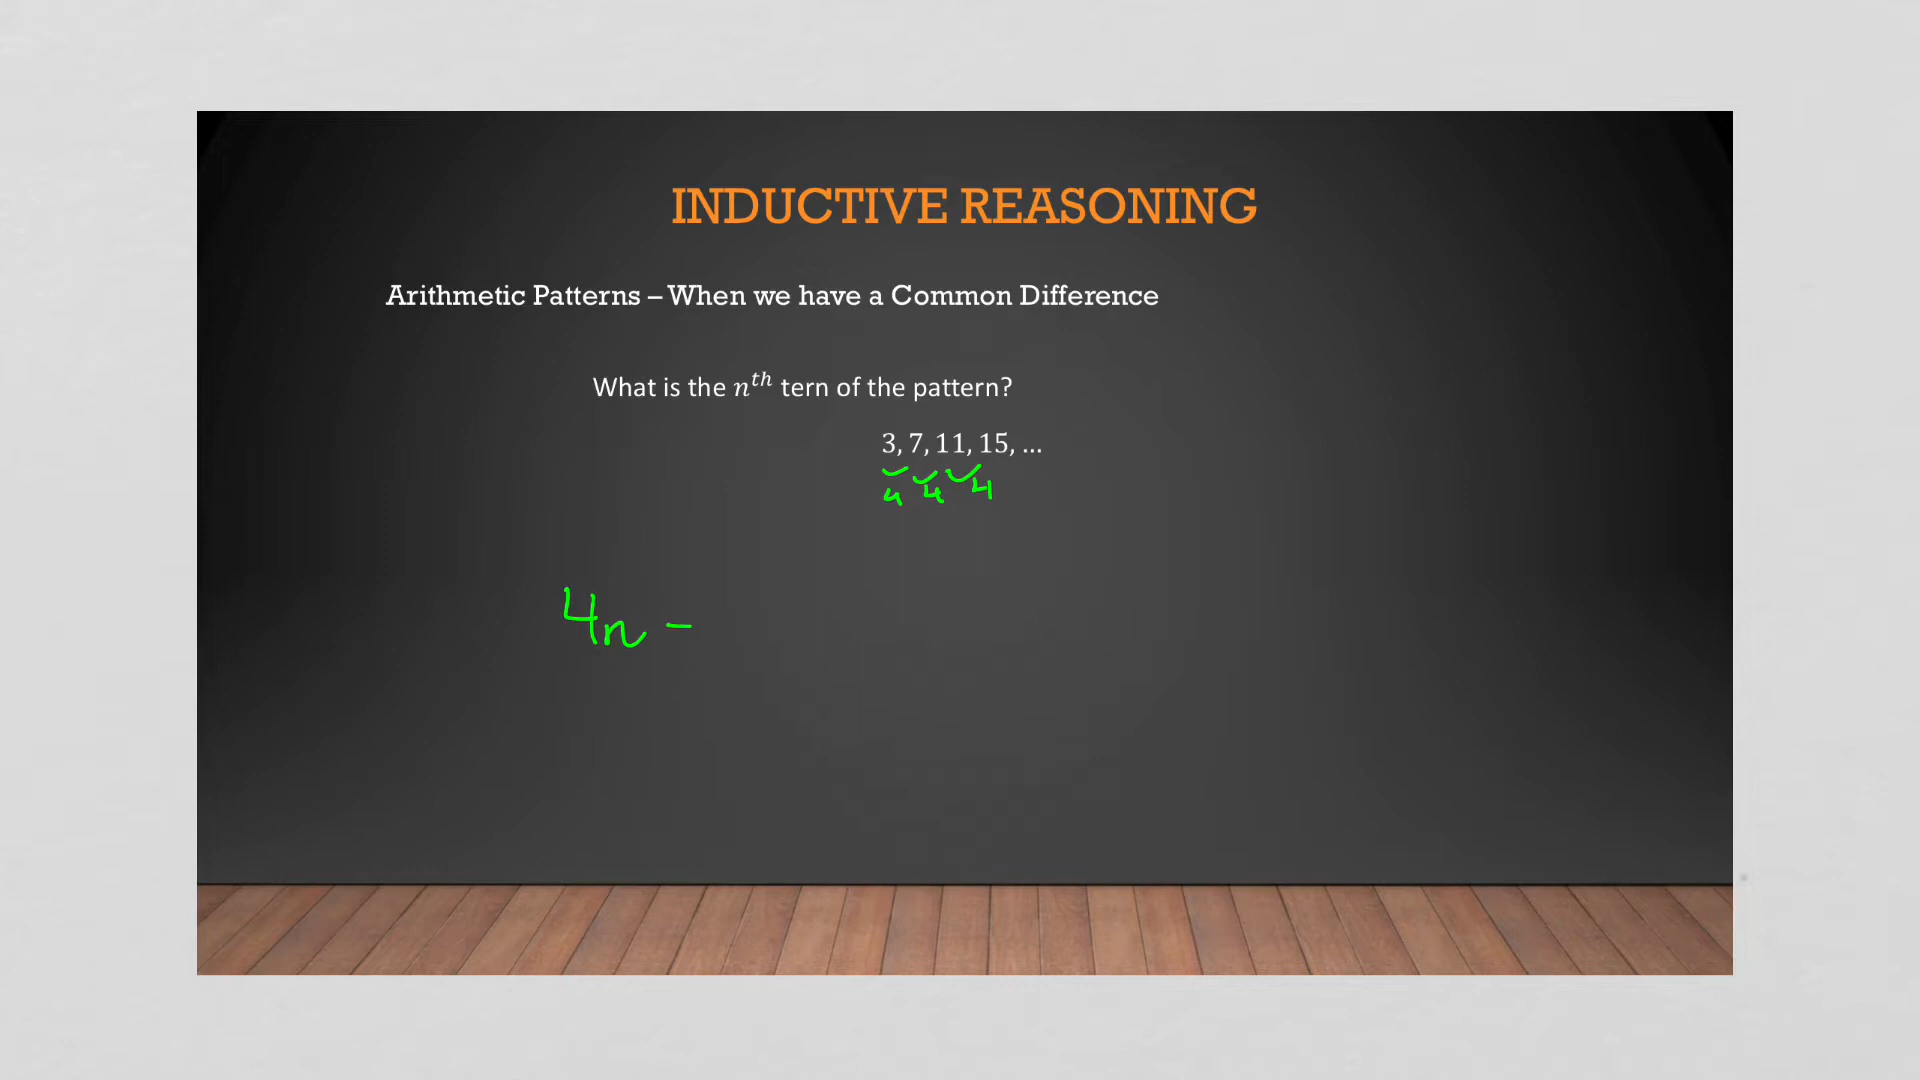 INDUCTIVE REASONING
Arithmetic Patterns – When we have a Common Difference
What is the n^th tern of the pattern?
3, 7, 11, 15, ...
4 4 4
4n -